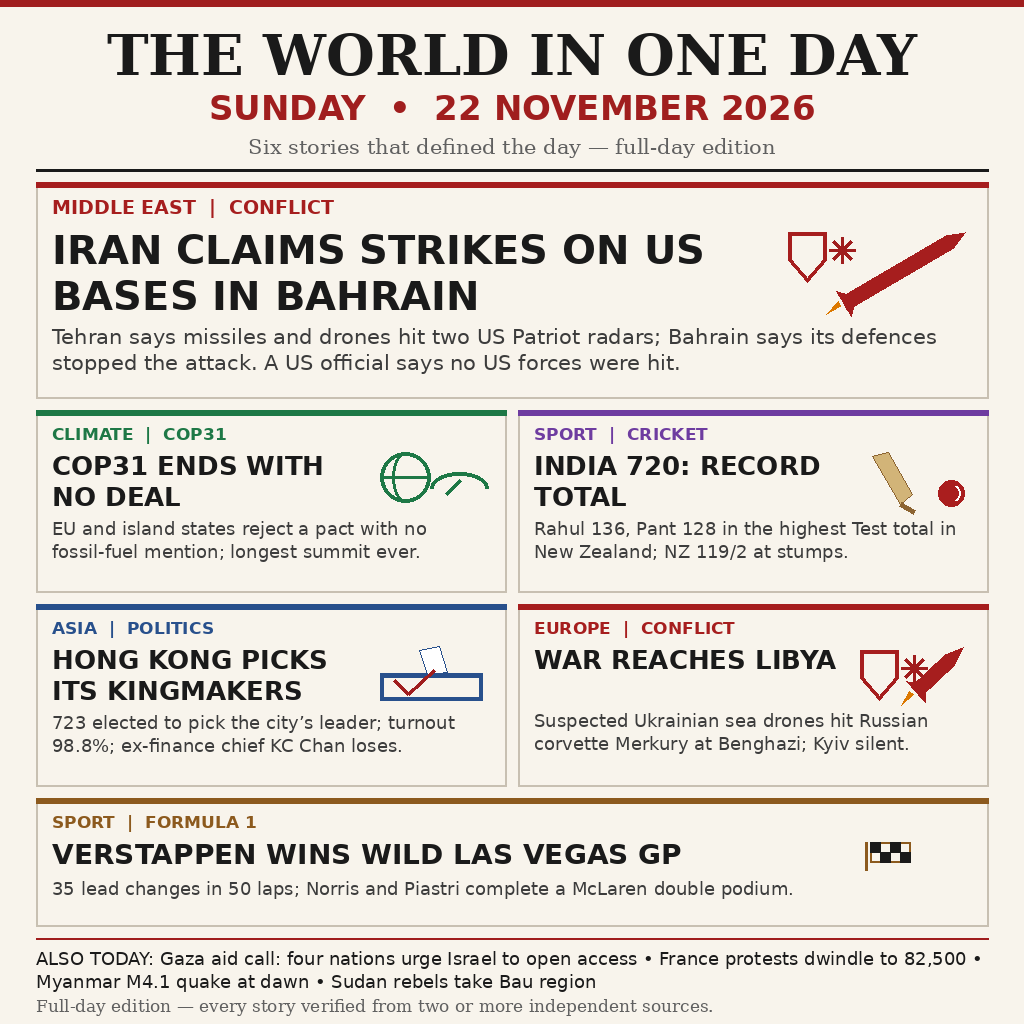 THE WORLD IN ONE DAY
SUNDAY • 22 NOVEMBER 2026
Six stories that defined the day — full-day edition
MIDDLE EAST | CONFLICT
IRAN CLAIMS STRIKES ON US
BASES IN BAHRAIN
Tehran says missiles and drones hit two US Patriot radars; Bahrain says its defences
stopped the attack. A US official says no US forces were hit.
CLIMATE | COP31
COP31 ENDS WITH
NO DEAL
EU and island states reject a pact with no
fossil-fuel mention; longest summit ever.
SPORT | CRICKET
INDIA 720: RECORD
TOTAL
Rahul 136, Pant 128 in the highest Test total in
New Zealand; NZ 119/2 at stumps.
ASIA | POLITICS
HONG KONG PICKS
ITS KINGMAKERS
723 elected to pick the city’s leader; turnout
98.8%; ex-finance chief KC Chan loses.
EUROPE | CONFLICT
WAR REACHES LIBYA
Suspected Ukrainian sea drones hit Russian
corvette Merkury at Benghazi; Kyiv silent.
SPORT | FORMULA 1
VERSTAPPEN WINS WILD LAS VEGAS GP
35 lead changes in 50 laps; Norris and Piastri complete a McLaren double podium.
ALSO TODAY: Gaza aid call: four nations urge Israel to open access • France protests dwindle to 82,500 •
Myanmar M4.1 quake at dawn • Sudan rebels take Bau region
Full-day edition — every story verified from two or more independent sources.